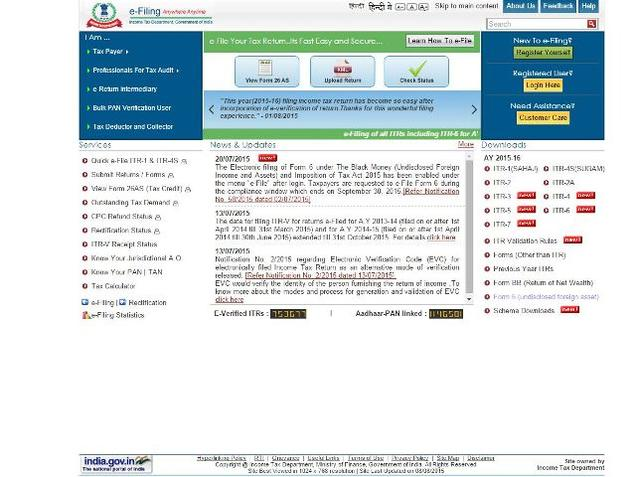 e-Filing Anywhere Anytime
Income Tax Department, Government of India
हिन्दी हिन्दी में A- A A+ Skip to main content
About Us Feedback Help
Search
I Am....
Tax Payer
Professionals For Tax Audit
e Return Intermediary
Bulk PAN Verification User
Tax Deductor and Collector
e File Your Tax Return..Its Fast Easy and Secure...
Learn How To e-File
View Form 26 AS
Upload Return
Check Status
"This year(2015-16) filing income tax return has become so easy after
incorporation of e-verification of return.Thanks for this wonderful filing
experience." - 01/08/2015
e-Filing of all ITRs including ITR-6 for A'
New To e-Filing?
Register Yourself
Registered User?
Login Here
Need Assistance?
Customer Care
Services
Quick e-File ITR-1 & ITR-4S
Submit Returns / Forms
View Form 26AS (Tax Credit)
Outstanding Tax Demand
CPC Refund Status
Rectification Status
ITR-V Receipt Status
Know Your Jurisdictional A.O.
Know Your PAN | TAN
Tax Calculator
e-Filing | Rectification
e-Filing Statistics
News & Updates
More
20/07/2015 new!
The Electronic filing of Form 6 under The Black Money (Undisclosed Foreign
Income and Assets) and Imposition of Tax Act 2015 has been enabled under
the menu 'e-File' after login. Taxpayers are requested to e-File Form 6 during
the compliance window which ends on September 30, 2015.[Refer Notification
No. 58/2015 dated 02/07/2015]
13/07/2015
The date for filing ITR-V for returns e-Filed for A.Y 2013-14 (filed on or after 1st
April 2014 till 31st March 2015) and for A.Y 2014-15 (filed on or after 1st
April 2014 till 30th June 2015) extended till 31st October 2015. For details click here
13/07/2015
Notification No. 2/2015 regarding Electronic Verification Code (EVC) for
electronically filed Income Tax Return as an alternative mode of verification
released. [Refer Notification No. 2/2015 dated 13/07/2015].
EVC would verify the identity of the person furnishing the return of income .To
know more about the modes and process for generation and validation of EVC
click here
E-Verified ITRs : 753677 | Aadhaar-PAN linked : 1146501
Downloads
AY 2015-16
ITR-1(SAHAJ) ITR-4S(SUGAM)
ITR-2 ITR-2A
ITR-3 new! ITR-4 new!
ITR-5 new! ITR-6 new!
ITR-7 new!
ITR Validation Rules new!
Forms (Other than ITR)
Previous Year ITRs
Form BB (Return of Net Wealth)
Form 6 (undisclosed foreign asset)
Schema Downloads new!
india.gov.in
The national portal of India
Hyperlinking Policy | RTI | Grievance | Useful Links | Terms of Use | Privacy Policy | Site Map | Disclaimer
Copyright @ Income Tax Department, Ministry of Finance, Government of India. All Rights Reserved
Site Best Viewed in 1024 x 768 resolution | Site Last Updated on 08/08/2015
Site owned by
Income Tax Department